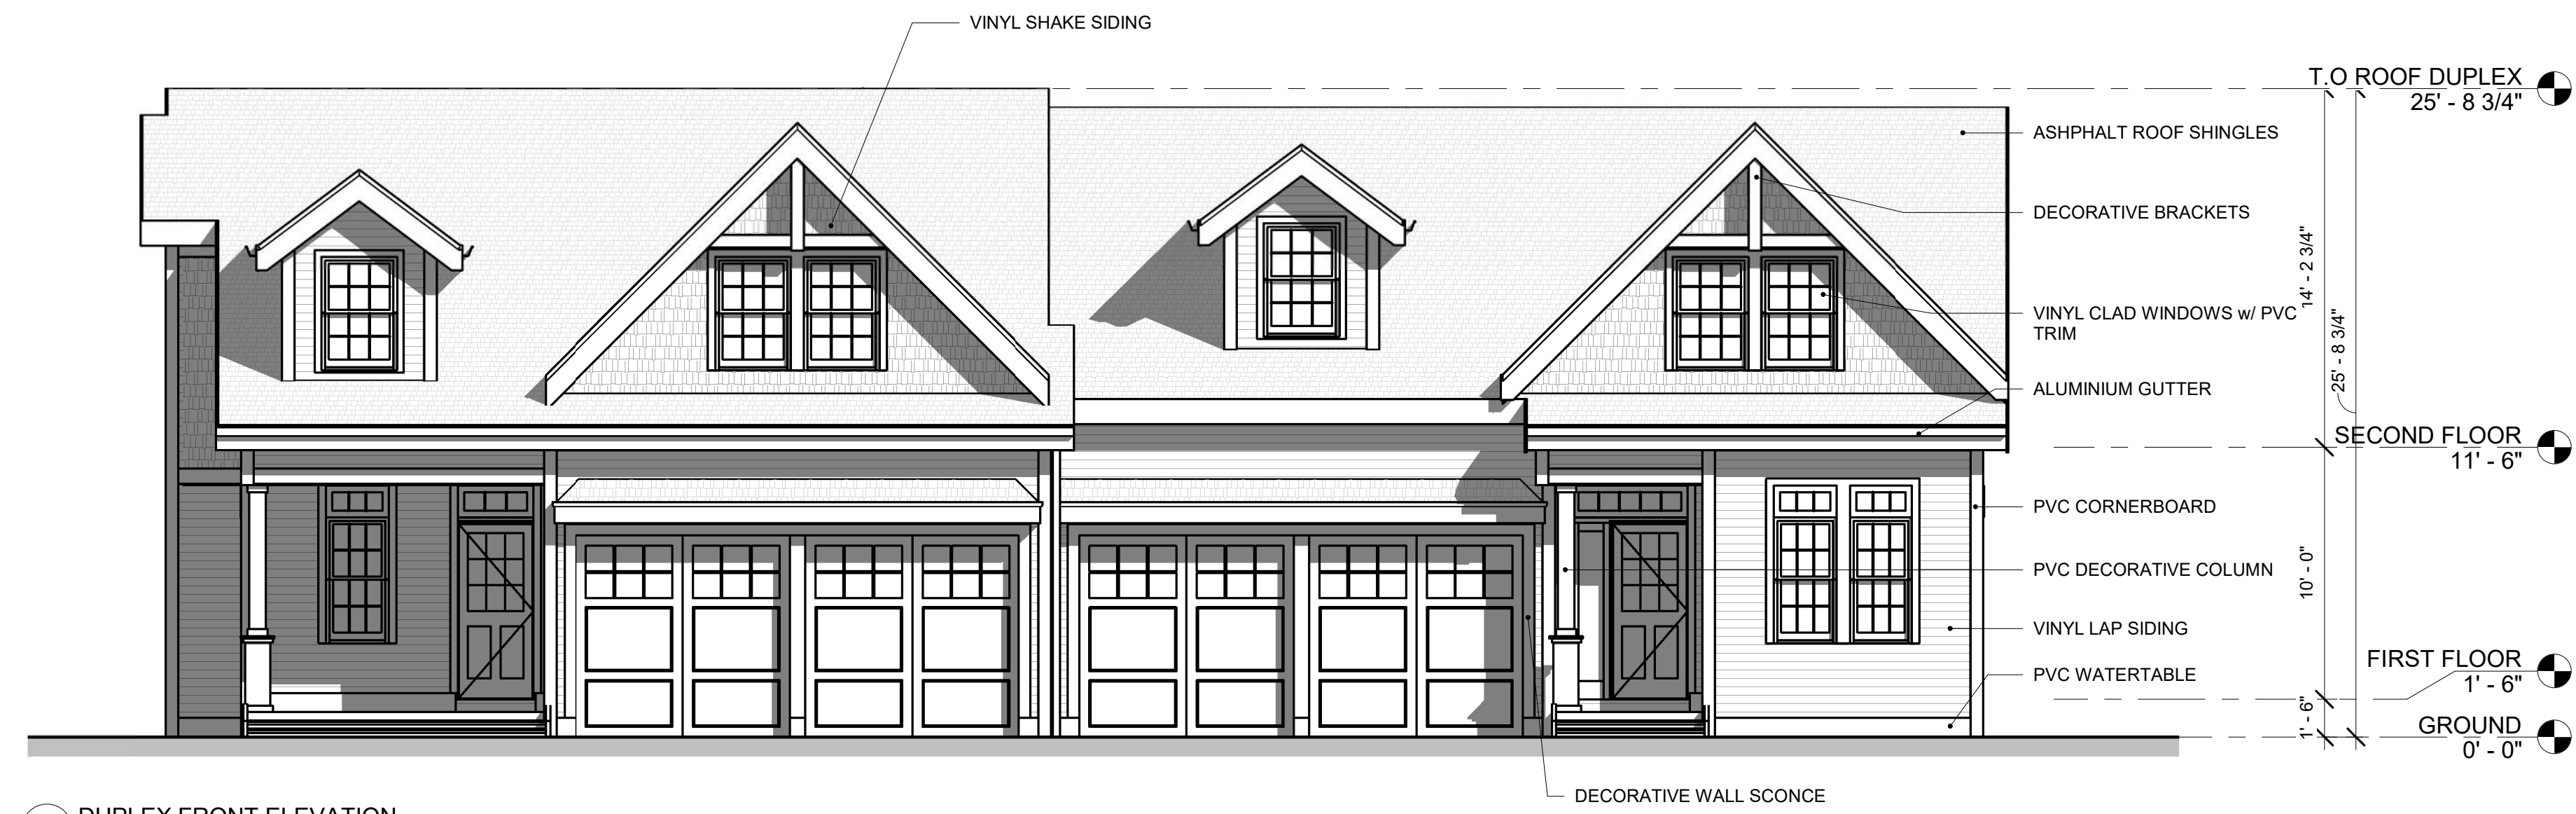 VINYL SHAKE SIDING
T.O ROOF DUPLEX
25' - 8 3/4"
ASHPHALT ROOF SHINGLES
DECORATIVE BRACKETS
14' - 2 3/4"
VINYL CLAD WINDOWS w/ PVC
TRIM
25' - 8 3/4"
ALUMINIUM GUTTER
SECOND FLOOR
11' - 6"
PVC CORNERBOARD
PVC DECORATIVE COLUMN
10' - 0"
VINYL LAP SIDING
FIRST FLOOR
1' - 6"
PVC WATERTABLE
1' - 6"
GROUND
0' - 0"
DECORATIVE WALL SCONCE
DUPLEX FRONT ELEVATION